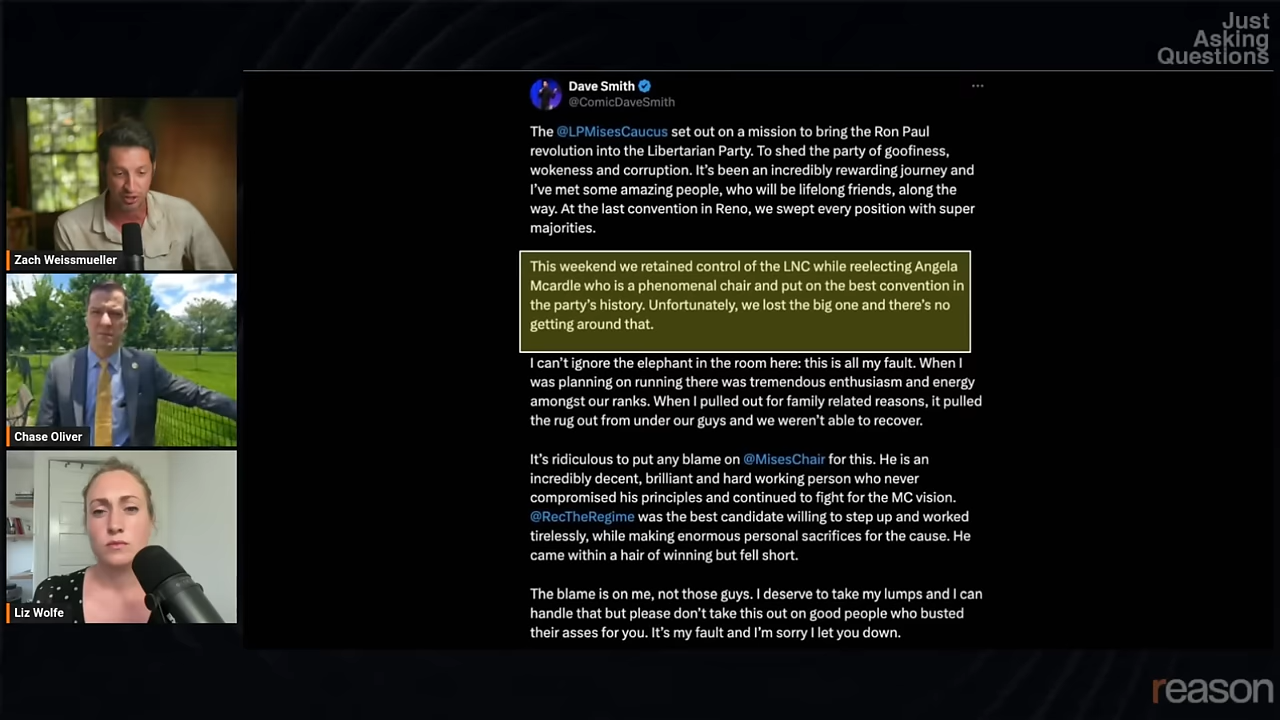 Just
Asking
Questions
Zach Weissmueller
Chase Oliver
Liz Wolfe
Dave Smith
@ComicDaveSmith
The @LPMisesCaucus set out on a mission to bring the Ron Paul
revolution into the Libertarian Party. To shed the party of goofiness,
wokeness and corruption. It's been an incredibly rewarding journey and
I've met some amazing people, who will be lifelong friends, along the
way. At the last convention in Reno, we swept every position with super
majorities.
This weekend we retained control of the LNC while reelecting Angela
Mcardle who is a phenomenal chair and put on the best convention in
the party's history. Unfortunately, we lost the big one and there's no
getting around that.
I can't ignore the elephant in the room here: this is all my fault. When I
was planning on running there was tremendous enthusiasm and energy
amongst our ranks. When I pulled out for family related reasons, it pulled
the rug out from under our guys and we weren't able to recover.
It's ridiculous to put any blame on @MisesChair for this. He is an
incredibly decent, brilliant and hard working person who never
compromised his principles and continued to fight for the MC vision.
@RecTheRegime was the best candidate willing to step up and worked
tirelessly, while making enormous personal sacrifices for the cause. He
came within a hair of winning but fell short.
The blame is on me, not those guys. I deserve to take my lumps and I can
handle that but please don't take this out on good people who busted
their asses for you. It's my fault and I'm sorry I let you down.
reason